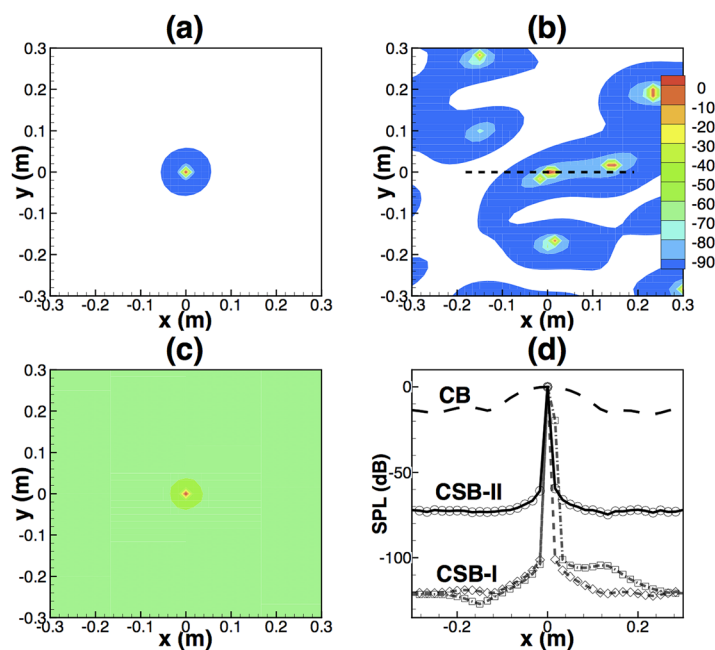 (a)
(b)
0.3
0.2
0.1
0
-0.1
-0.2
-0.3
y (m)
-0.3 -0.2 -0.1 0 0.1 0.2 0.3
x (m)
0.3
0.2
0.1
0
-0.1
-0.2
-0.3
y (m)
-0.3 -0.2 -0.1 0 0.1 0.2 0.3
x (m)
0
-10
-20
-30
-40
-50
-60
-70
-80
-90
(c)
(d)
0.3
0.2
0.1
0
-0.1
-0.2
-0.3
y (m)
-0.3 -0.2 -0.1 0 0.1 0.2 0.3
x (m)
0
-50
-100
SPL (dB)
CB
CSB-II
CSB-I
-0.2 0 0.2
x (m)